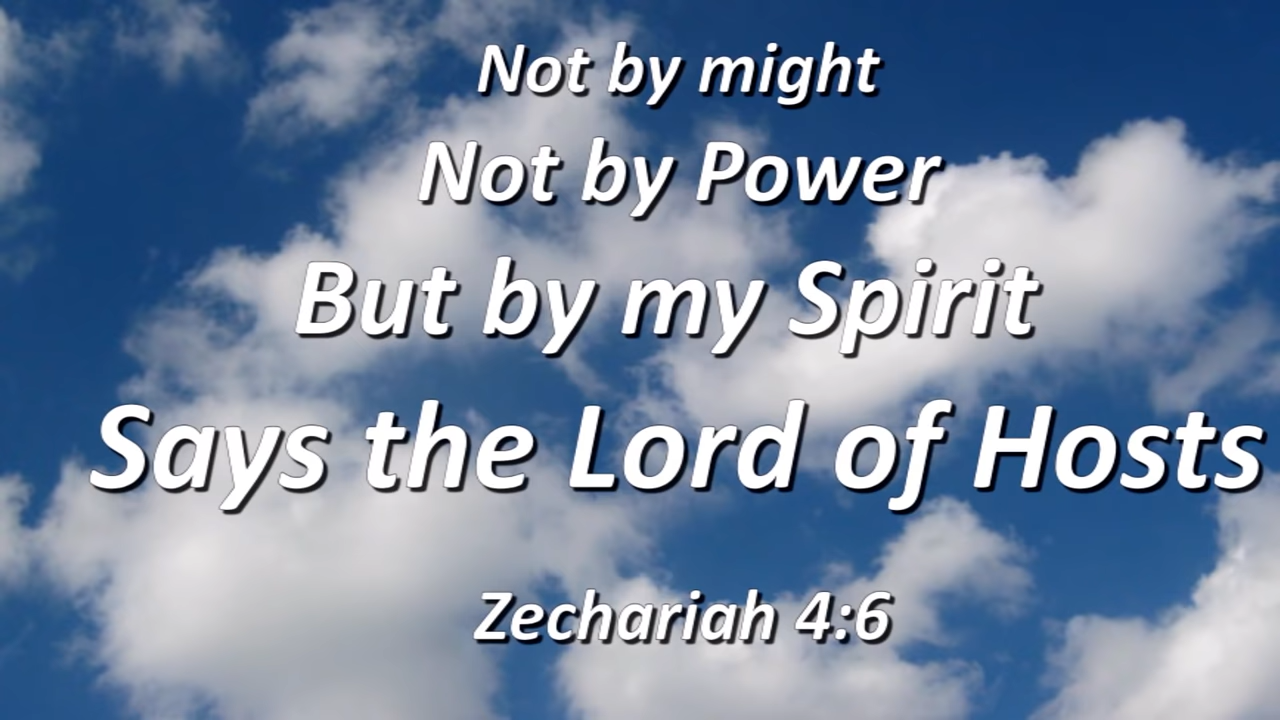 Not by might
Not by Power
But by my Spirit
Says the Lord of Hosts
Zechariah 4:6